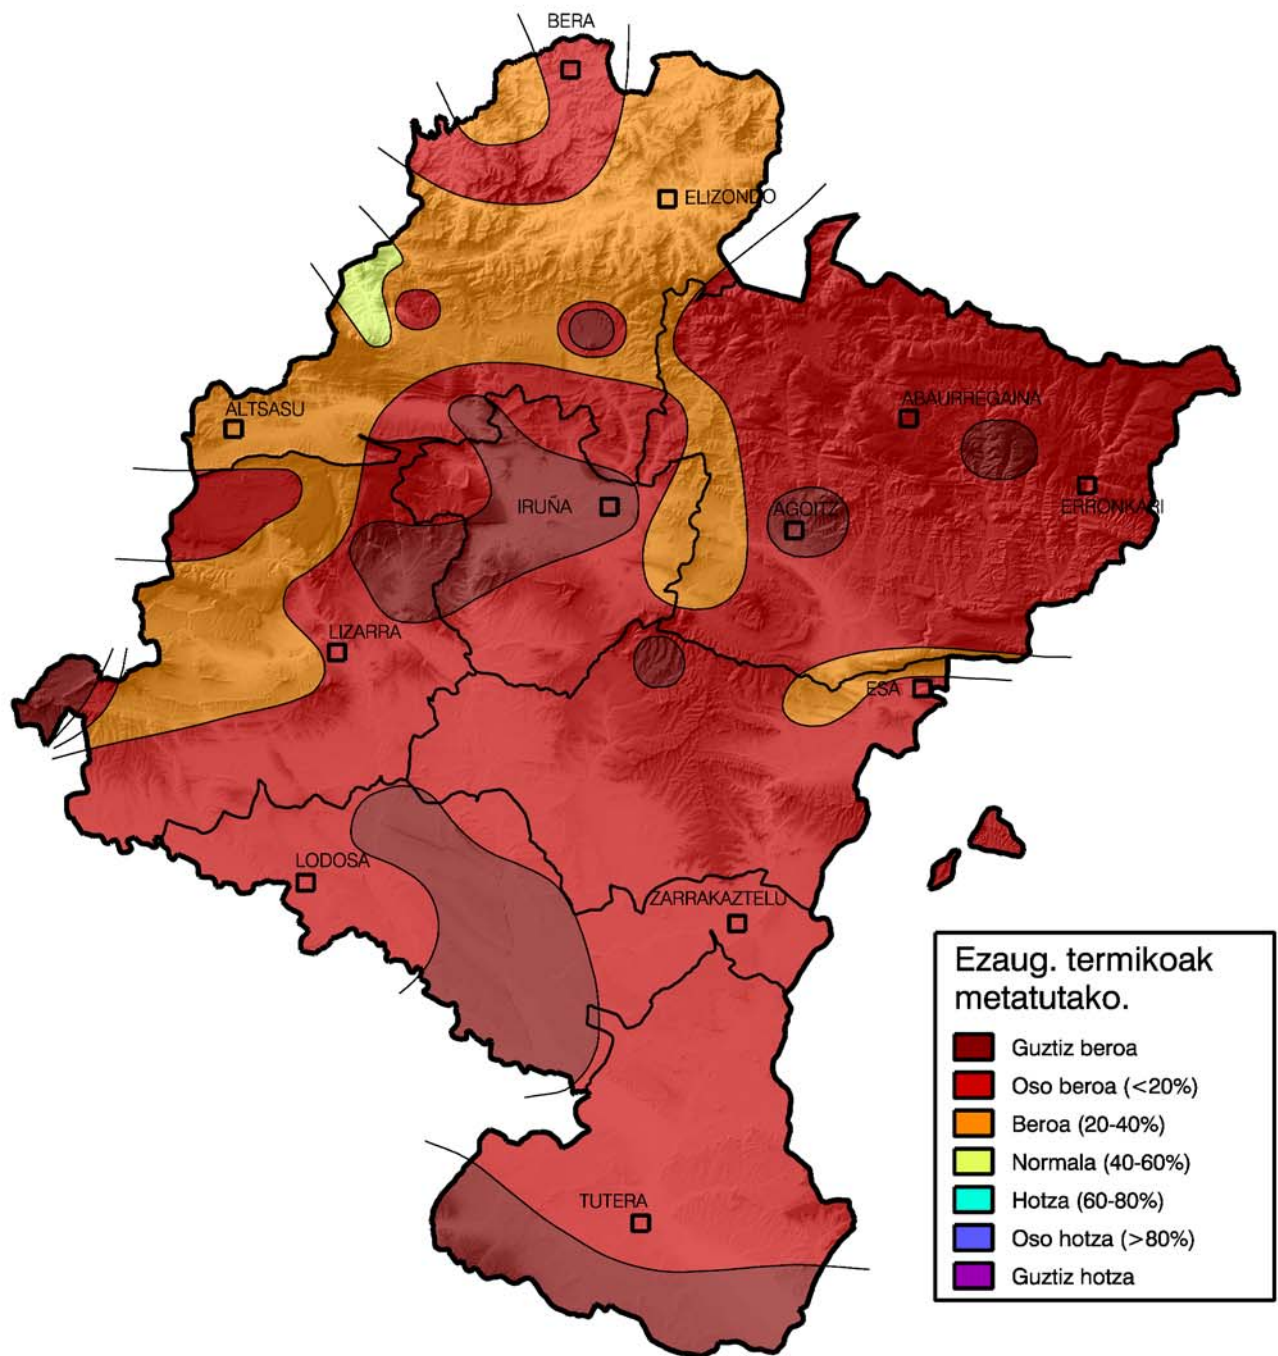 BERA
ELIZONDO
ALTSASU
ABAURREGAINA
IRUÑA
AGOITZ
ERRONKARI
LIZARRA
ESA
LODOSA
ZARRAKAZTELU
TUTERA
Ezaug. termikoak
metatutako.
Guztiz beroa
Oso beroa (<20%)
Beroa (20-40%)
Normala (40-60%)
Hotza (60-80%)
Oso hotza (>80%)
Guztiz hotza